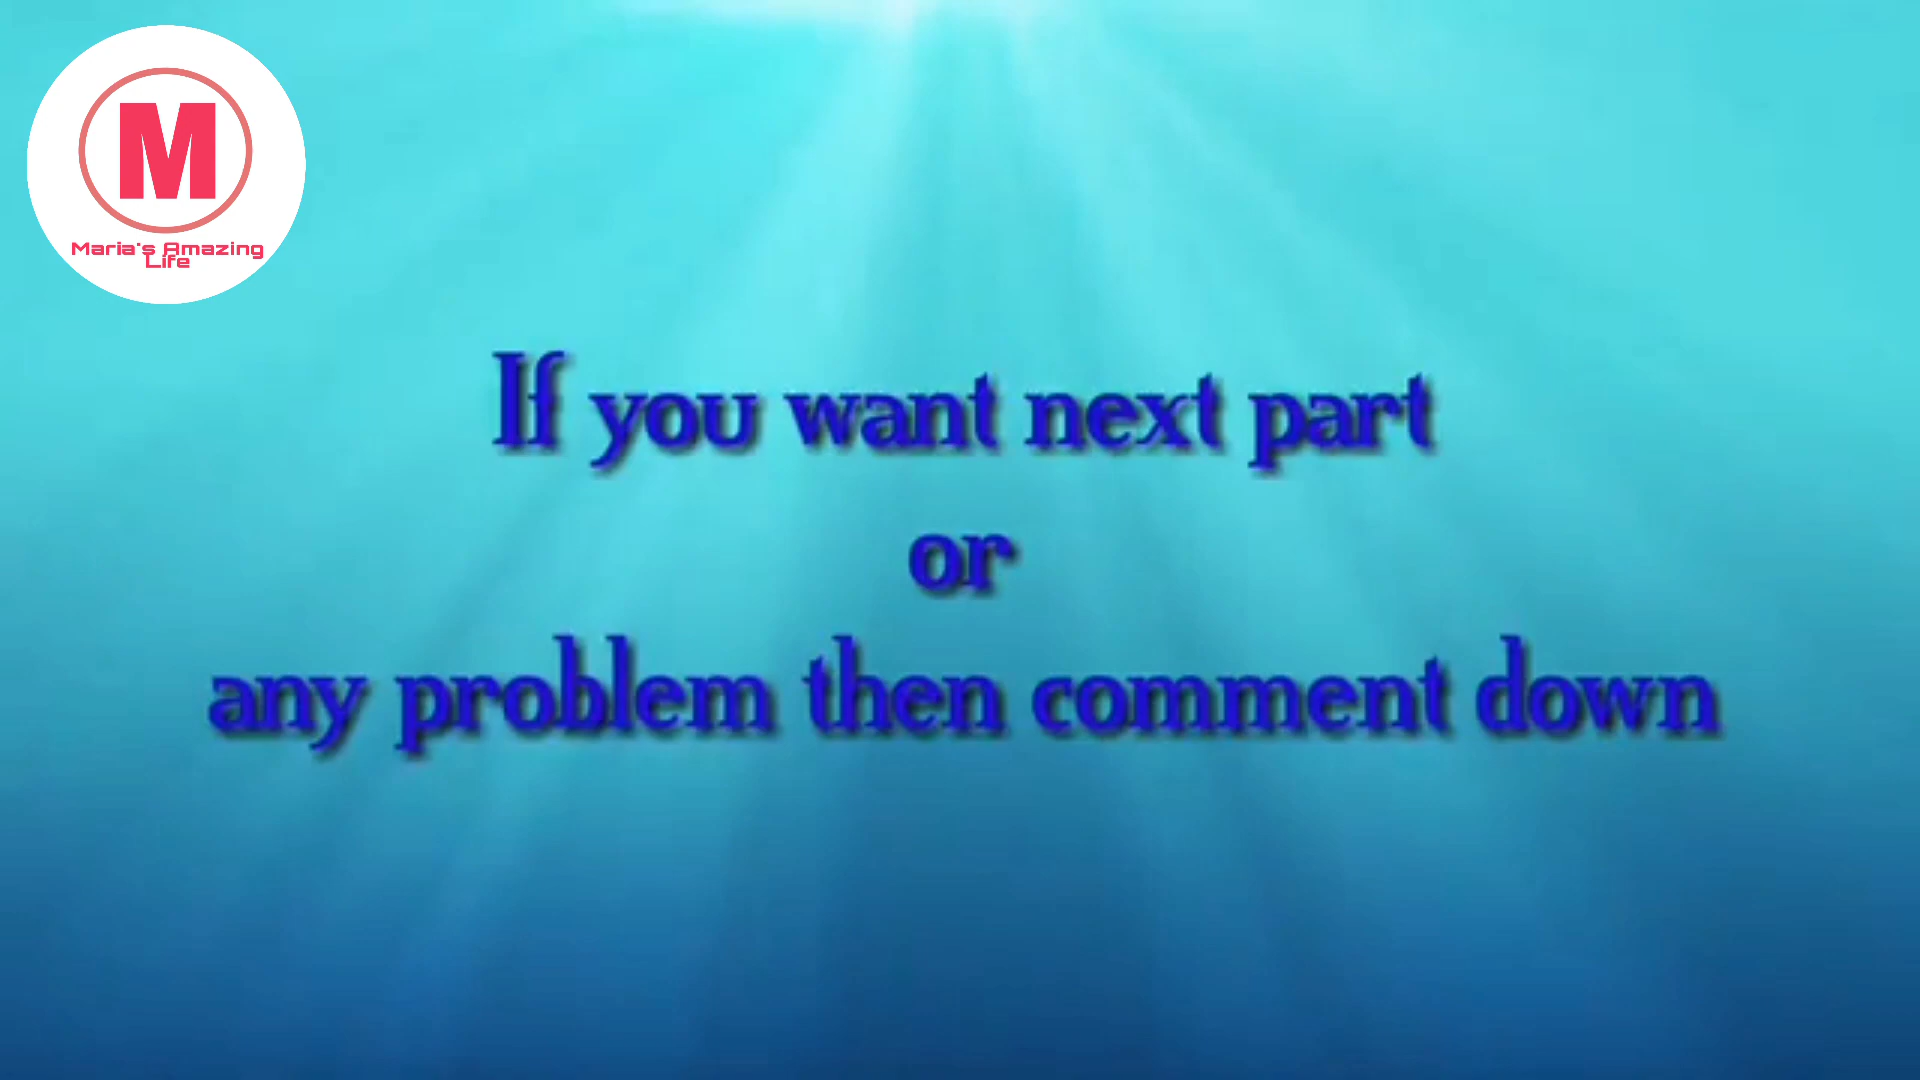 M
Maria's Amazing
Life
If you want next part
or
any problem then comment down